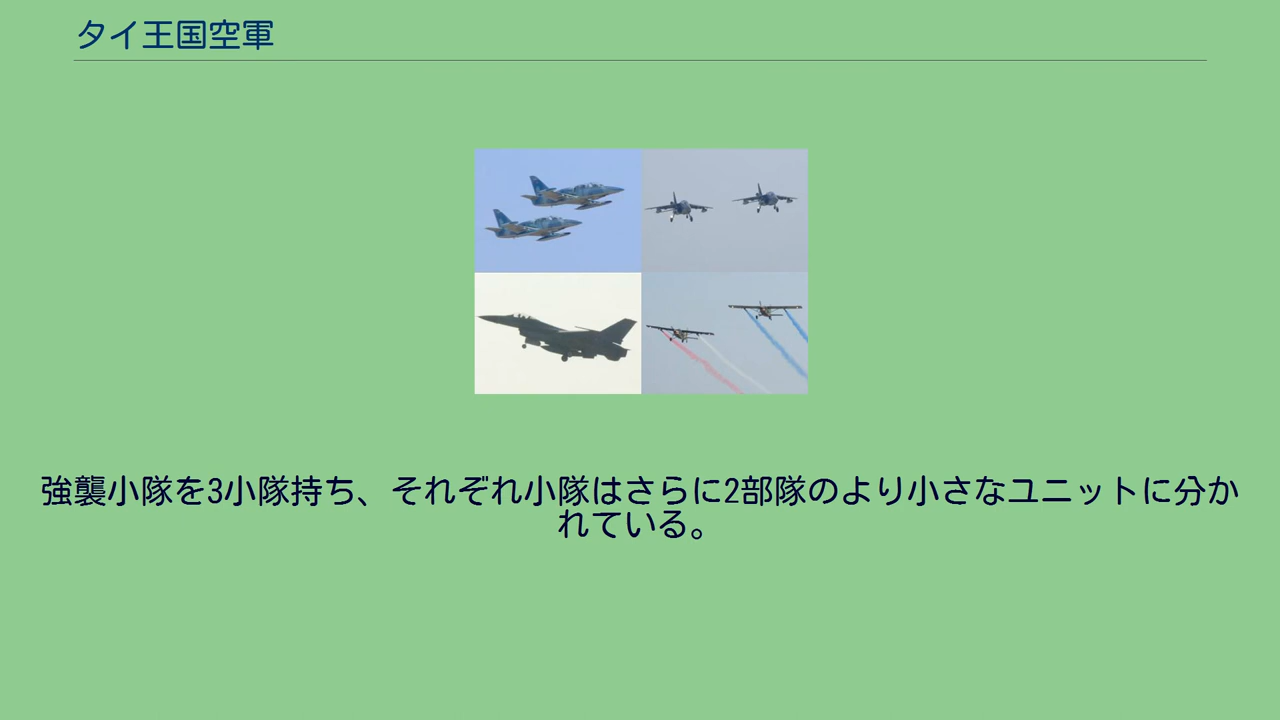 タイ王国空軍
強襲小隊を3小隊持ち、それぞれ小隊はさらに2部隊のより小さなユニットに分か
れている。